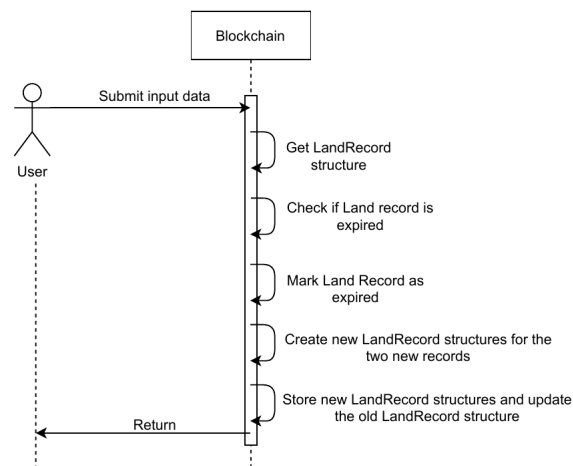 Blockchain
Submit input data
User
Get LandRecord
structure
Check if Land record is
expired
Mark Land Record as
expired
Create new LandRecord structures for the
two new records
Store new LandRecord structures and update
the old LandRecord structure
Return